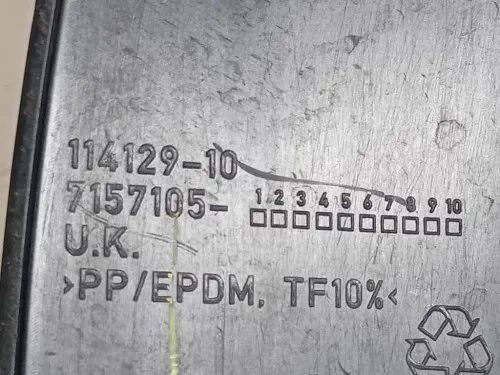 114129-10
7157105- 1 2 3 4 5 6 7 8 9 10
U.K.
>PP/EPDM, TF10%<